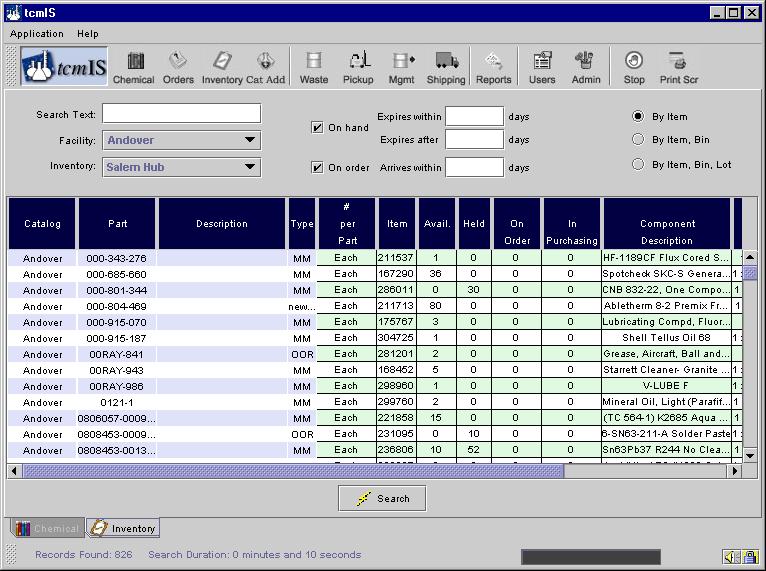 tcmIS
Application Help
tcmIS Chemical Orders Inventory Cat Add Waste Pickup Mgmt Shipping Reports Users Admin Stop Print Scr
Search Text:
Facility: Andover
Inventory: Salem Hub
On hand
On order
Expires within days
Expires after days
Arrives within days
By Item
By Item, Bin
By Item, Bin, Lot
Catalog Part Description Type # per Part Item Avail. Held On Order In Purchasing Component Description
Andover 000-343-276 MM Each 211537 1 0 0 0 HF-1189CF Flux Cored S...
Andover 000-685-660 MM Each 167290 36 0 0 0 Spotcheck SKC-S Genera... 1
Andover 000-801-344 MM Each 286011 0 30 0 0 CNB 832-22, One Compo... 1
Andover 000-804-469 new... Each 211713 80 0 0 0 Abletherm 8-2 Premix Fr... 1
Andover 000-915-070 MM Each 175767 3 0 0 0 Lubricating Compd, Fluor...
Andover 000-915-187 MM Each 304725 1 0 0 0 Shell Tellus Oil 68 1
Andover 00RAY-841 OOR Each 281201 2 0 0 0 Grease, Aircraft, Ball and...
Andover 00RAY-943 MM Each 168452 5 0 0 0 Starrett Cleaner- Granite ... 1
Andover 00RAY-986 MM Each 298960 1 0 0 0 V-LUBE F 1
Andover 0121-1 MM Each 299760 2 0 0 0 Mineral Oil, Light (Paraffif... 1
Andover 0806057-0009... MM Each 221858 15 0 0 0 (TC 564-1) K2685 Aqua ... 1
Andover 0808453-0009... OOR Each 231095 0 10 0 0 6-SN63-211-A Solder Paste 1
Andover 0808453-0013... MM Each 236806 10 52 0 0 Sn63Pb37 R244 No Clea... 1
Search
Chemical Inventory
Records Found: 826 Search Duration: 0 minutes and 10 seconds